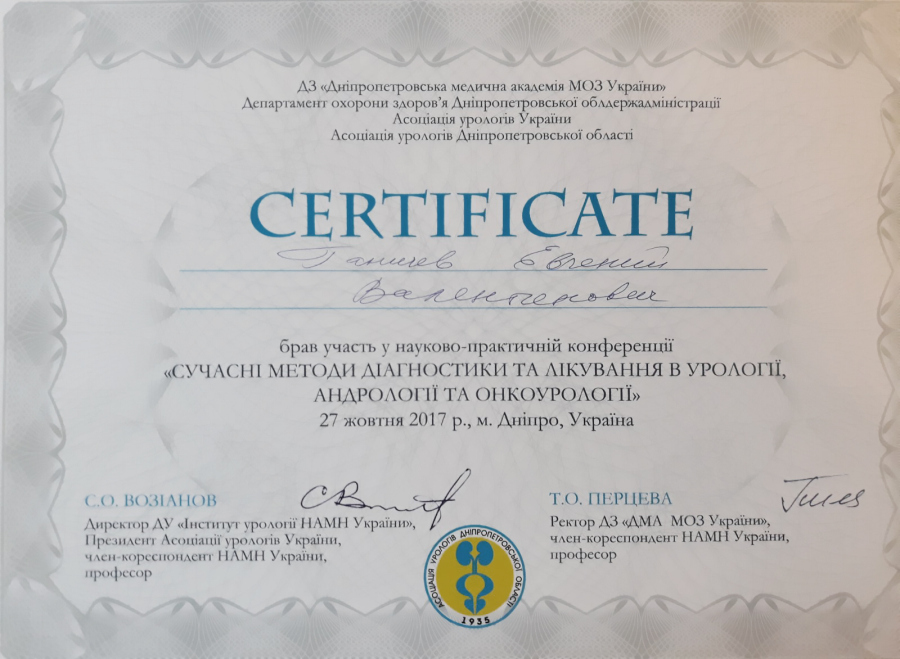 ДЗ «Дніпропетровська медична академія МОЗ України»
Департамент охорони здоров'я Дніпропетровської облдержадміністрації
Асоціація урологів України
Асоціація урологів Дніпропетровської області
CERTIFICATE
Ганичев Евгений
Валентинович
брав участь у науково-практичній конференції
«СУЧАСНІ МЕТОДИ ДІАГНОСТИКИ ТА ЛІКУВАННЯ В УРОЛОГІЇ,
АНДРОЛОГІЇ ТА ОНКОУРОЛОГІЇ»
27 жовтня 2017 р., м. Дніпро, Україна
С.О. ВОЗІАНОВ
Директор ДУ «Інститут урології НАМН України»,
Президент Асоціації урологів України,
член-кореспондент НАМН України,
професор
Т.О. ПЕРЦЕВА
Ректор ДЗ «ДМА МОЗ України»,
член-кореспондент НАМН України,
професор
АСОЦІАЦІЯ УРОЛОГІВ ДНІПРОПЕТРОВСЬКОЇ ОБЛАСТІ
1935